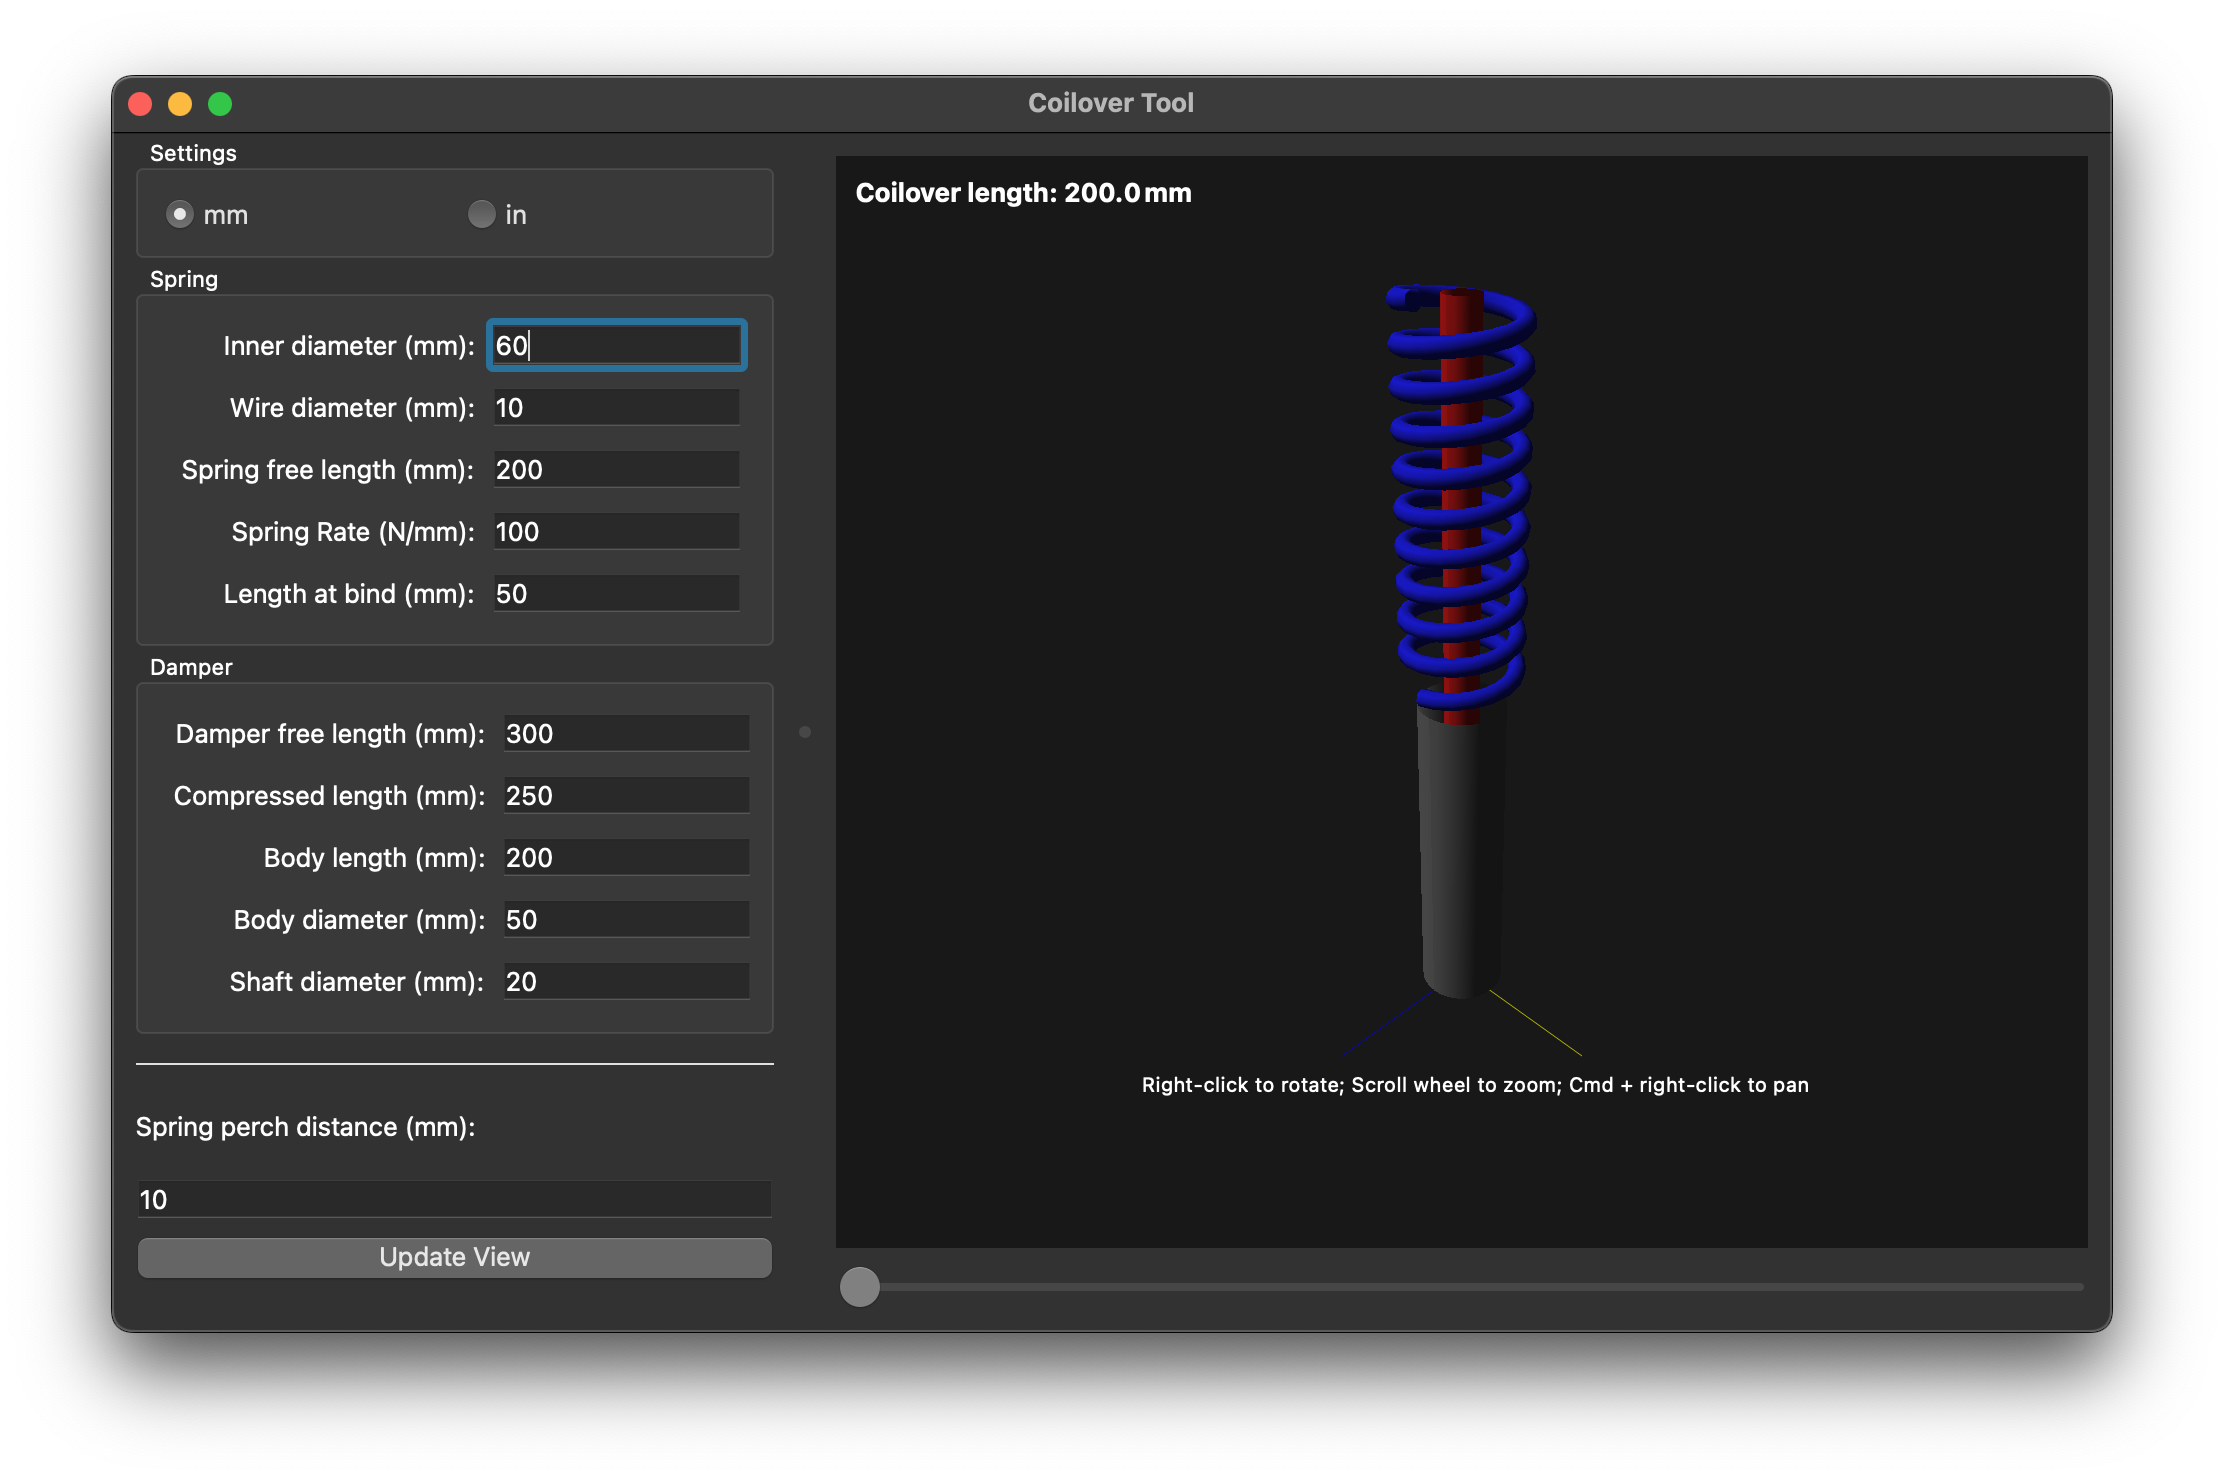 Coilover Tool
Settings
mm
in
Spring
Inner diameter (mm): 60
Wire diameter (mm): 10
Spring free length (mm): 200
Spring Rate (N/mm): 100
Length at bind (mm): 50
Damper
Damper free length (mm): 300
Compressed length (mm): 250
Body length (mm): 200
Body diameter (mm): 50
Shaft diameter (mm): 20
Spring perch distance (mm):
10
Update View
Coilover length: 200.0 mm
Right-click to rotate; Scroll wheel to zoom; Cmd + right-click to pan